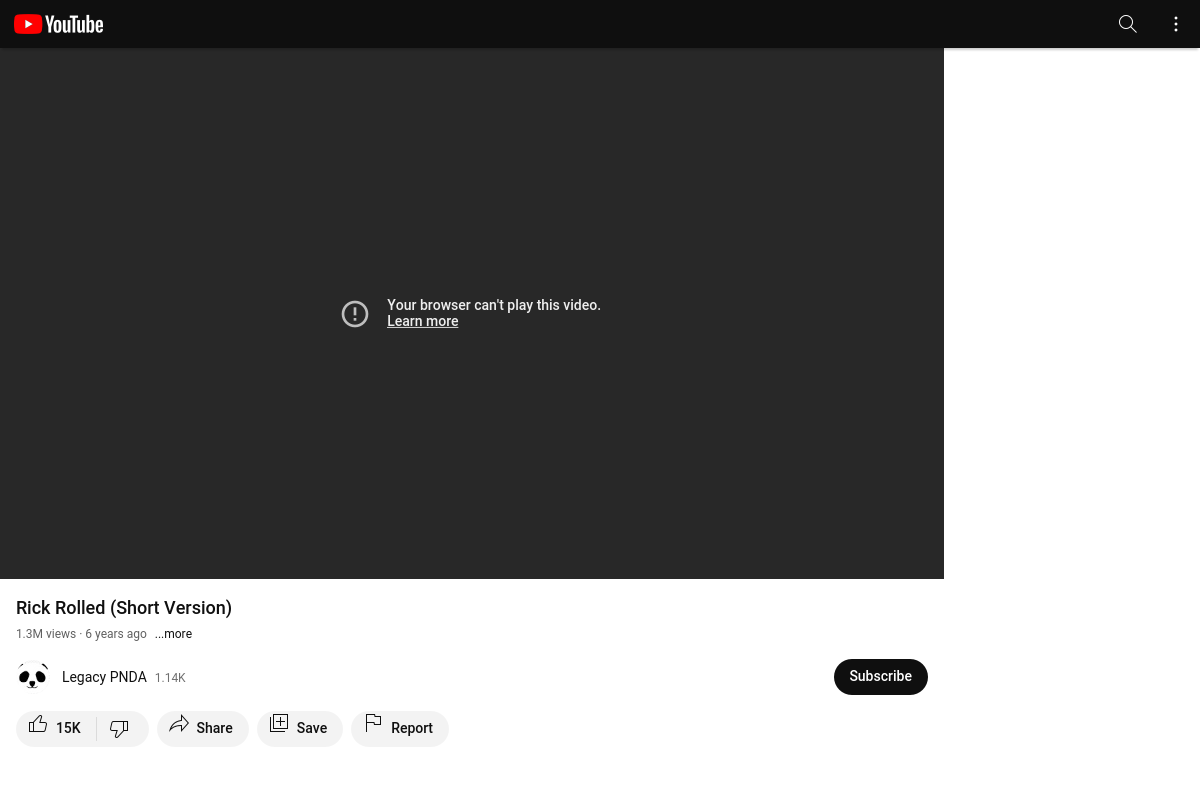 YouTube
Your browser can't play this video.
Learn more
Rick Rolled (Short Version)
1.3M views · 6 years ago ...more
Legacy PNDA 1.14K
Subscribe
15K
Share
Save
Report